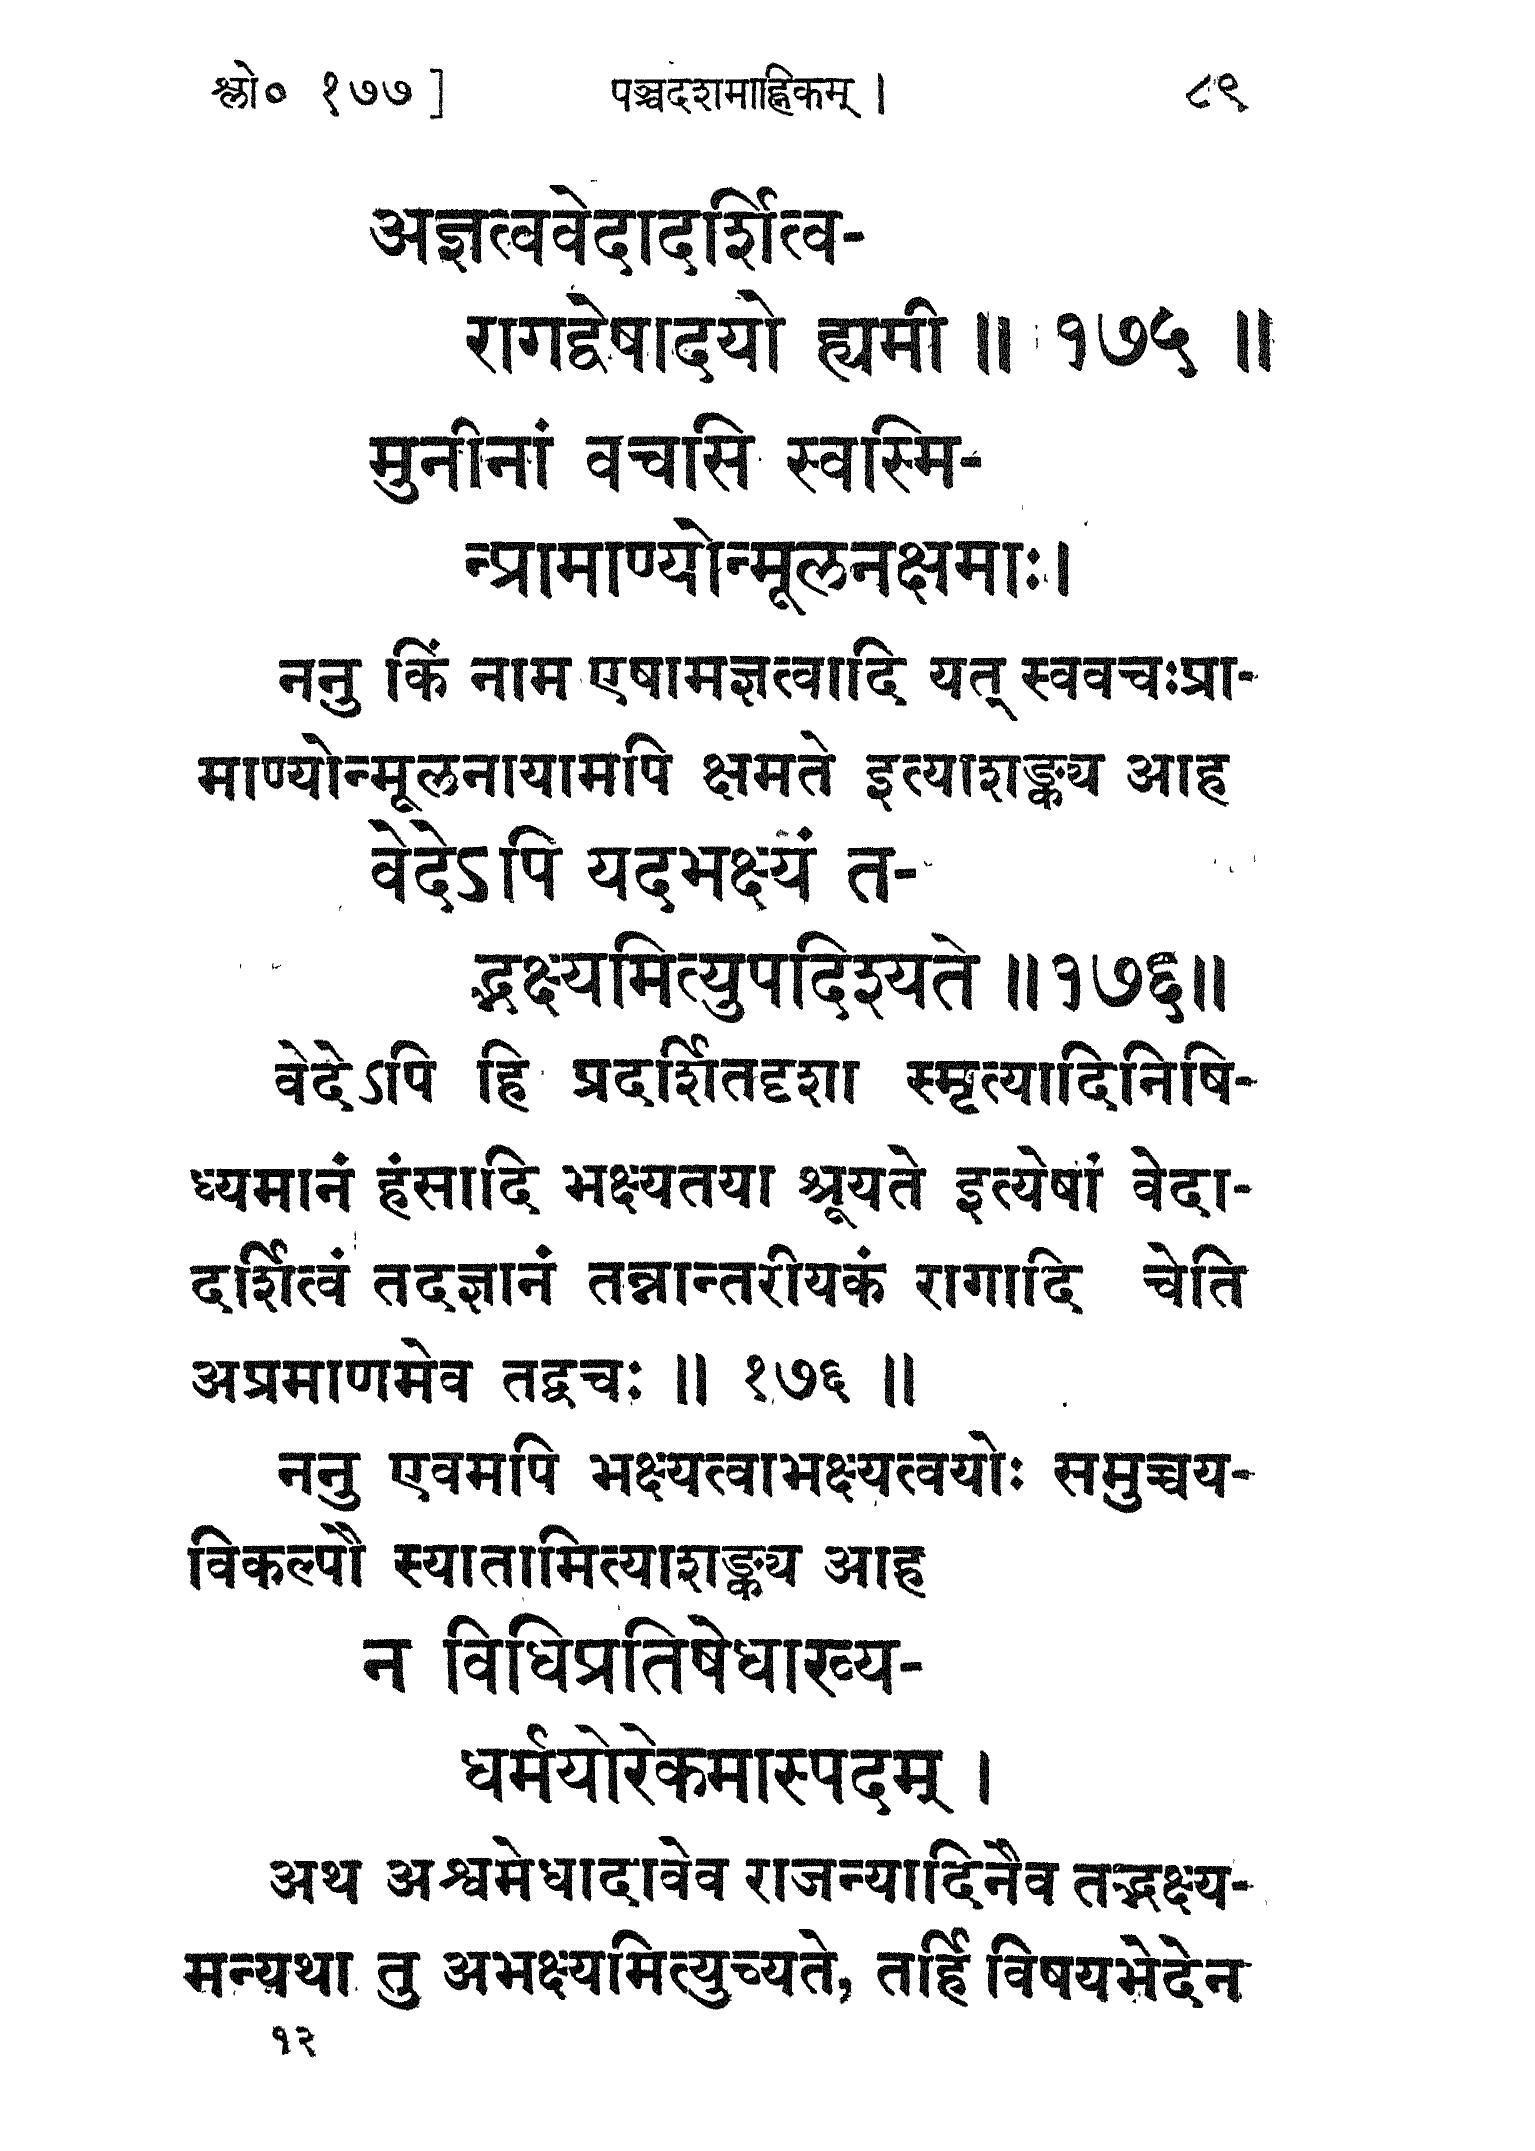 श्लो० १७७] पञ्चदशमाह्निकम् । ८९
अज्ञत्ववेदादर्शित्व-
रागद्वेषादयो ह्यमी ॥ १७५ ॥
मुनीनां वचसि स्वस्मि-
न्प्रामाण्योन्मूलनक्षमाः।
ननु किं नाम एषामज्ञत्वादि यत् स्ववचःप्रा-
माण्योन्मूलनायामपि क्षमते इत्याशङ्क्य आह
वेदेऽपि यदभक्ष्यं त-
द्भक्ष्यमित्युपदिश्यते ॥१७६॥
वेदेऽपि हि प्रदर्शितदृशा स्मृत्यादिनिषि-
ध्यमानं हंसादि भक्ष्यतया श्रूयते इत्येषां वेदा-
दर्शित्वं तदज्ञानं तन्नान्तरीयकं रागादि चेति
अप्रमाणमेव तद्वचः ॥ १७६ ॥
ननु एवमपि भक्ष्यत्वाभक्ष्यत्वयोः समुच्चय-
विकल्पौ स्यातामित्याशङ्क्य आह
न विधिप्रतिषेधाख्य-
धर्मयोरेकमास्पदम् ।
अथ अश्वमेधादावेव राजन्यादिनैव तद्भक्ष्य-
मन्यथा तु अभक्ष्यमित्युच्यते, तर्हि विषयभेदेन
१२